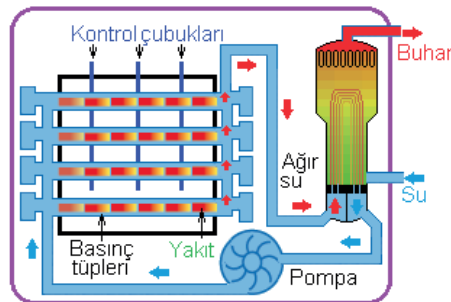 Kontrol çubukları
Buhar
Ağır
su
Su
Basınç
tüpleri
Yakıt
Pompa